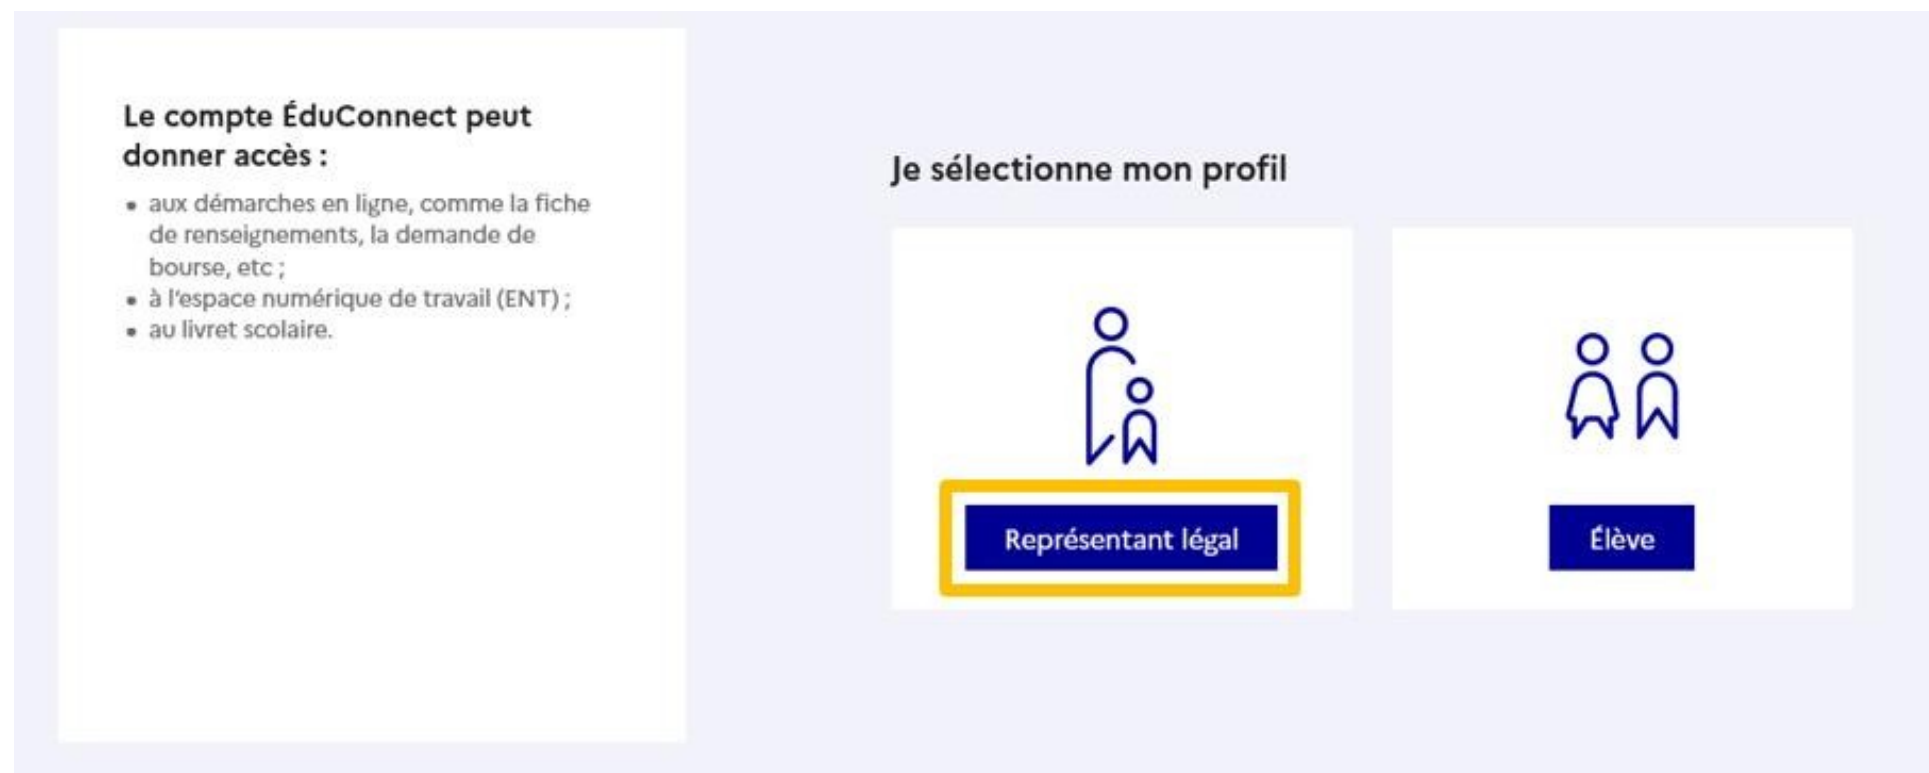 Le compte ÉduConnect peut
donner accès :
• aux démarches en ligne, comme la fiche
de renseignements, la demande de
bourse, etc ;
• à l'espace numérique de travail (ENT) ;
• au livret scolaire.
Je sélectionne mon profil
Représentant légal
Élève